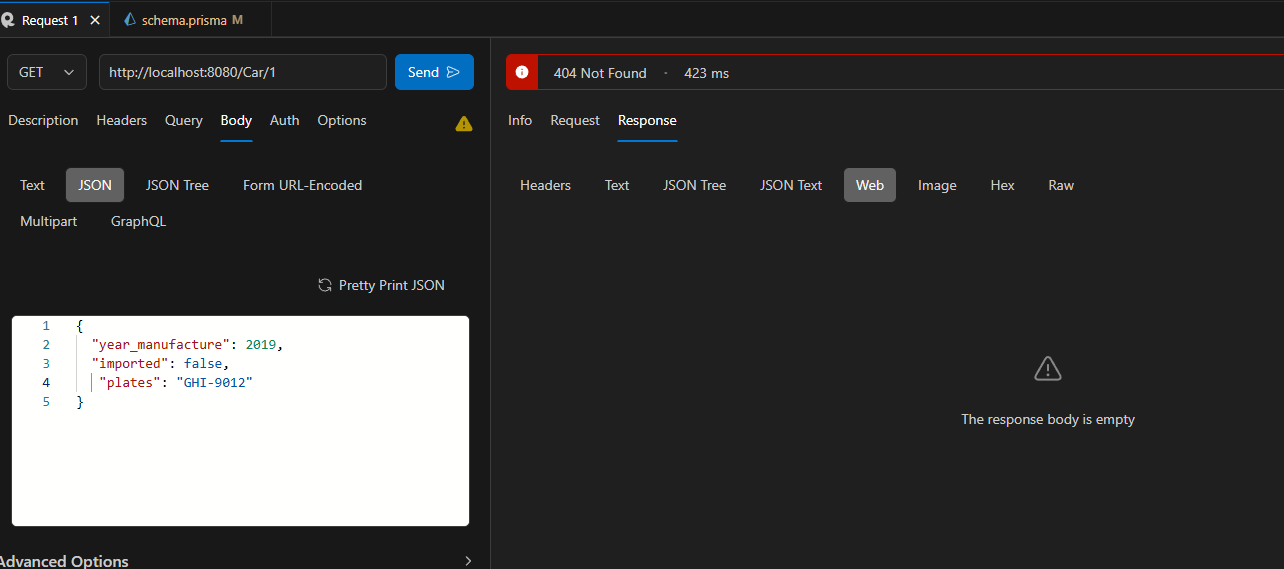 Request 1
schema.prisma M
GET
http://localhost:8080/Car/1
Send
404 Not Found · 423 ms
Description Headers Query Body Auth Options
Info Request Response
Text JSON JSON Tree Form URL-Encoded
Multipart GraphQL
Headers Text JSON Tree JSON Text Web Image Hex Raw
Pretty Print JSON
1 {
2 "year_manufacture": 2019,
3 "imported": false,
4 "plates": "GHI-9012"
5 }
The response body is empty
Advanced Options